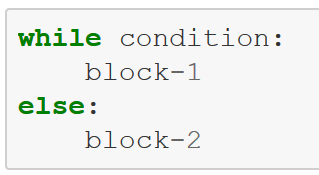 while condition:
    block-1
else:
    block-2